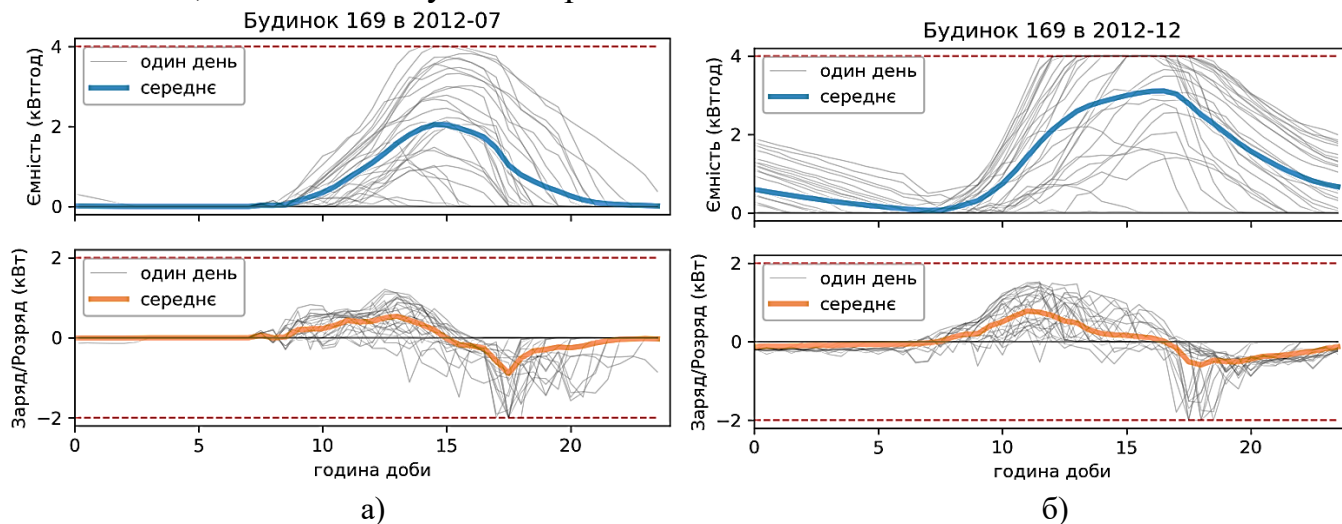 Будинок 169 в 2012-07
Ємність (кВтгод)
4
2
0
один день
середнє
Заряд/Розряд (кВт)
2
0
−2
один день
середнє
0
5
10
15
20
година доби
а)
Будинок 169 в 2012-12
Ємність (кВтгод)
4
2
0
один день
середнє
Заряд/Розряд (кВт)
2
0
−2
один день
середнє
0
5
10
15
20
година доби
б)